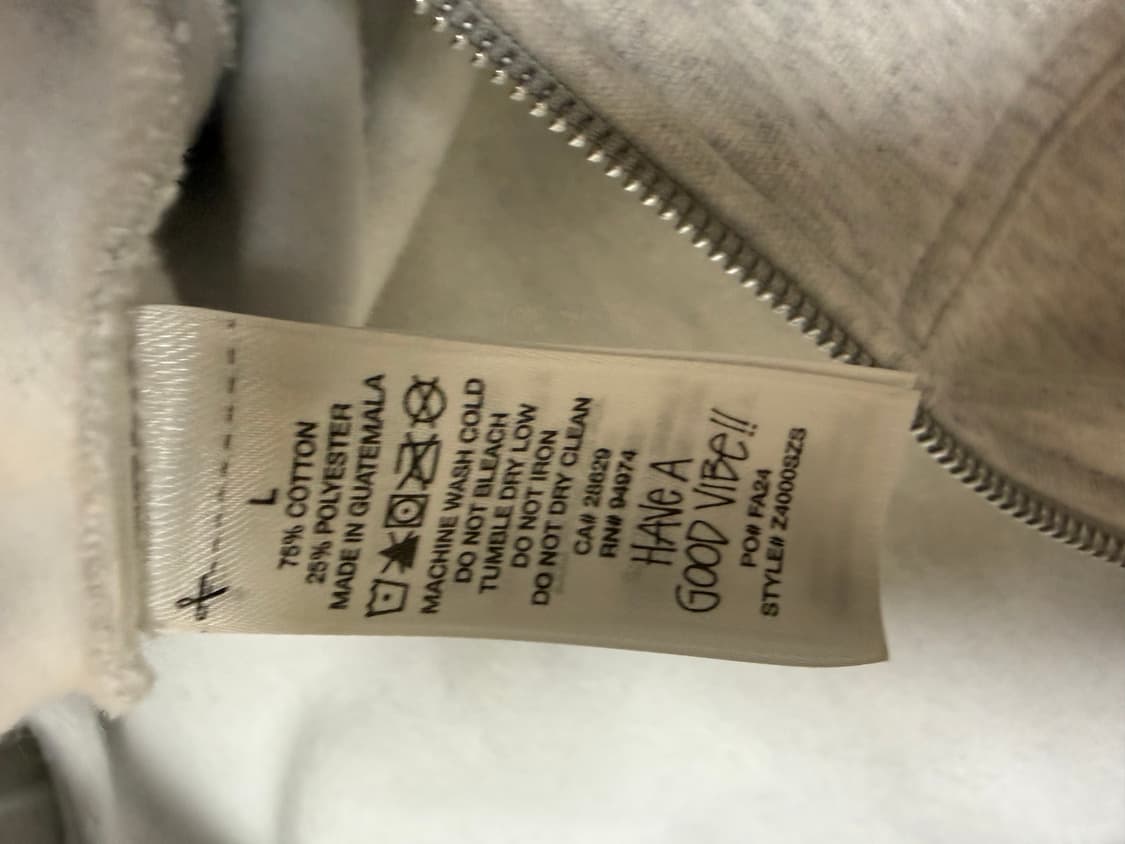 L
75% COTTON
25% POLYESTER
MADE IN GUATEMALA
MACHINE WASH COLD
DO NOT BLEACH
TUMBLE DRY LOW
DO NOT IRON
DO NOT DRY CLEAN
CA# 28629
RN# 94974
HAVE A
GOOD VIBE!!
PO# FA24
STYLE# Z4000SZS